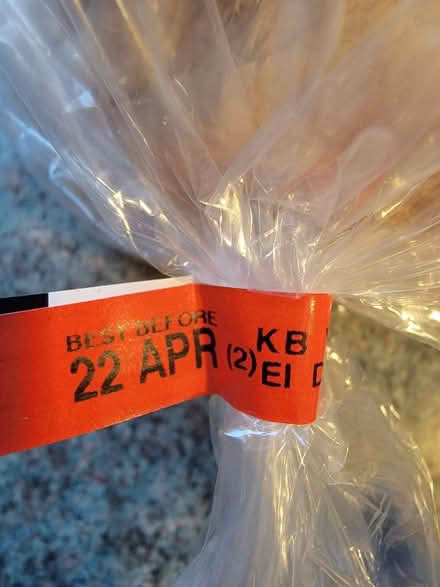 BEST BEFORE
22 APR (2)
KB
EI D